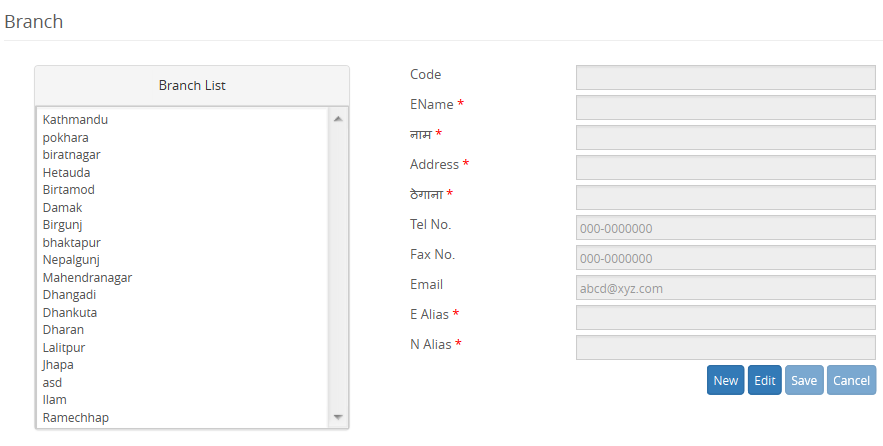 Branch
Branch List
Kathmandu
pokhara
biratnagar
Hetauda
Birtamod
Damak
Birgunj
bhaktapur
Nepalgunj
Mahendranagar
Dhangadi
Dhankuta
Dharan
Lalitpur
Jhapa
asd
Ilam
Ramechhap
Code
EName *
नाम *
Address *
ठेगाना *
Tel No. 000-0000000
Fax No. 000-0000000
Email abcd@xyz.com
E Alias *
N Alias *
New Edit Save Cancel